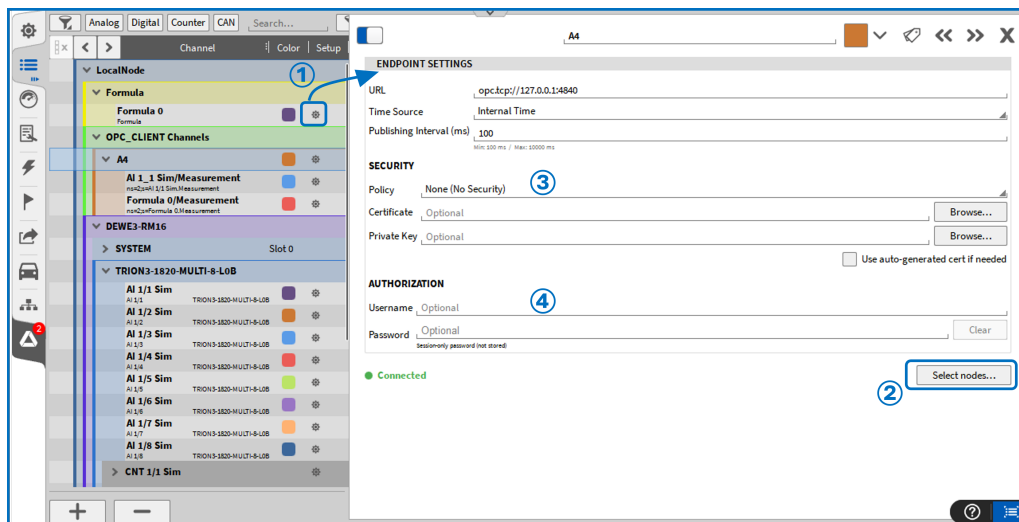 Analog Digital Counter CAN Search...
Channel Color Setup
LocalNode
Formula
Formula 0
Formula
OPC_CLIENT Channels
A4
AI 1_1 Sim/Measurement
ns=2;s=AI 1/1 Sim.Measurement
Formula 0/Measurement
ns=2;s=Formula 0.Measurement
DEWE3-RM16
SYSTEM Slot 0
TRION3-1820-MULTI-8-L0B
AI 1/1 Sim
AI 1/1 TRION3-1820-MULTI-8-L0B
AI 1/2 Sim
AI 1/2 TRION3-1820-MULTI-8-L0B
AI 1/3 Sim
AI 1/3 TRION3-1820-MULTI-8-L0B
AI 1/4 Sim
AI 1/4 TRION3-1820-MULTI-8-L0B
AI 1/5 Sim
AI 1/5 TRION3-1820-MULTI-8-L0B
AI 1/6 Sim
AI 1/6 TRION3-1820-MULTI-8-L0B
AI 1/7 Sim
AI 1/7 TRION3-1820-MULTI-8-L0B
AI 1/8 Sim
AI 1/8 TRION3-1820-MULTI-8-L0B
CNT 1/1 Sim
2
1
A4
X
ENDPOINT SETTINGS
URL opc.tcp://127.0.0.1:4840
Time Source Internal Time
Publishing Interval (ms) 100
Min: 100 ms / Max: 10000 ms
SECURITY
Policy None (No Security) 3
Certificate Optional Browse...
Private Key Optional Browse...
Use auto-generated cert if needed
AUTHORIZATION
Username Optional 4
Password Optional Clear
Session-only password (not stored)
Connected Select nodes...
2
?